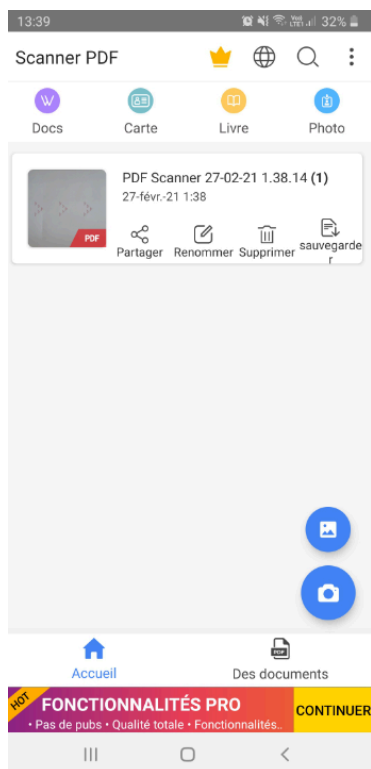 13:39 32%
Scanner PDF
Docs Carte Livre Photo
PDF Scanner 27-02-21 1.38.14 (1)
27-févr.-21 1:38
PDF
Partager Renommer Supprimer sauvegarde
r
PDF
Accueil Des documents
HOT
FONCTIONNALITÉS PRO
• Pas de pubs • Qualité totale • Fonctionnalités..
CONTINUER